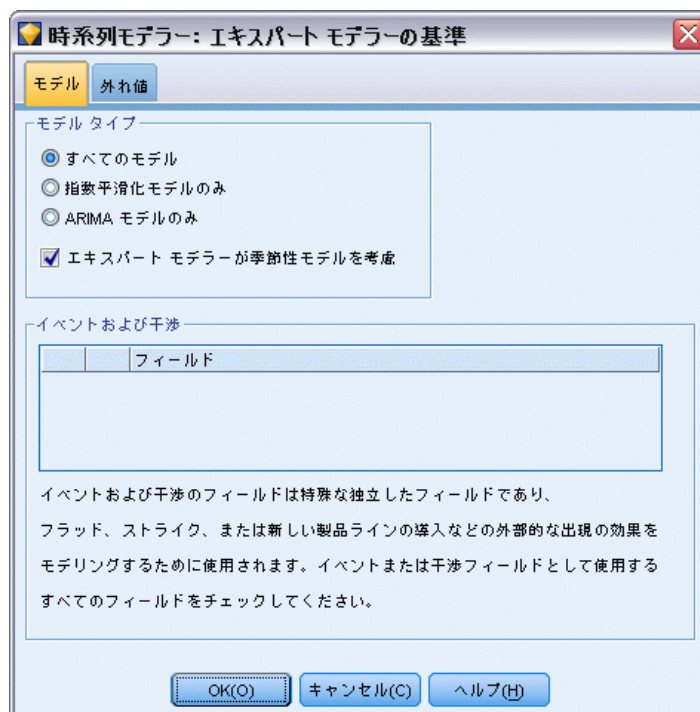 時系列モデラー: エキスパート モデラーの基準
モデル 外れ値
モデル タイプ
すべてのモデル
指数平滑化モデルのみ
ARIMA モデルのみ
エキスパート モデラーが季節性モデルを考慮
イベントおよび干渉
フィールド
イベントおよび干渉のフィールドは特殊な独立したフィールドであり、
フラッド、ストライク、または新しい製品ラインの導入などの外部的な出現の効果を
モデリングするために使用されます。イベントまたは干渉フィールドとして使用する
すべてのフィールドをチェックしてください。
OK(O) キャンセル(C) ヘルプ(H)